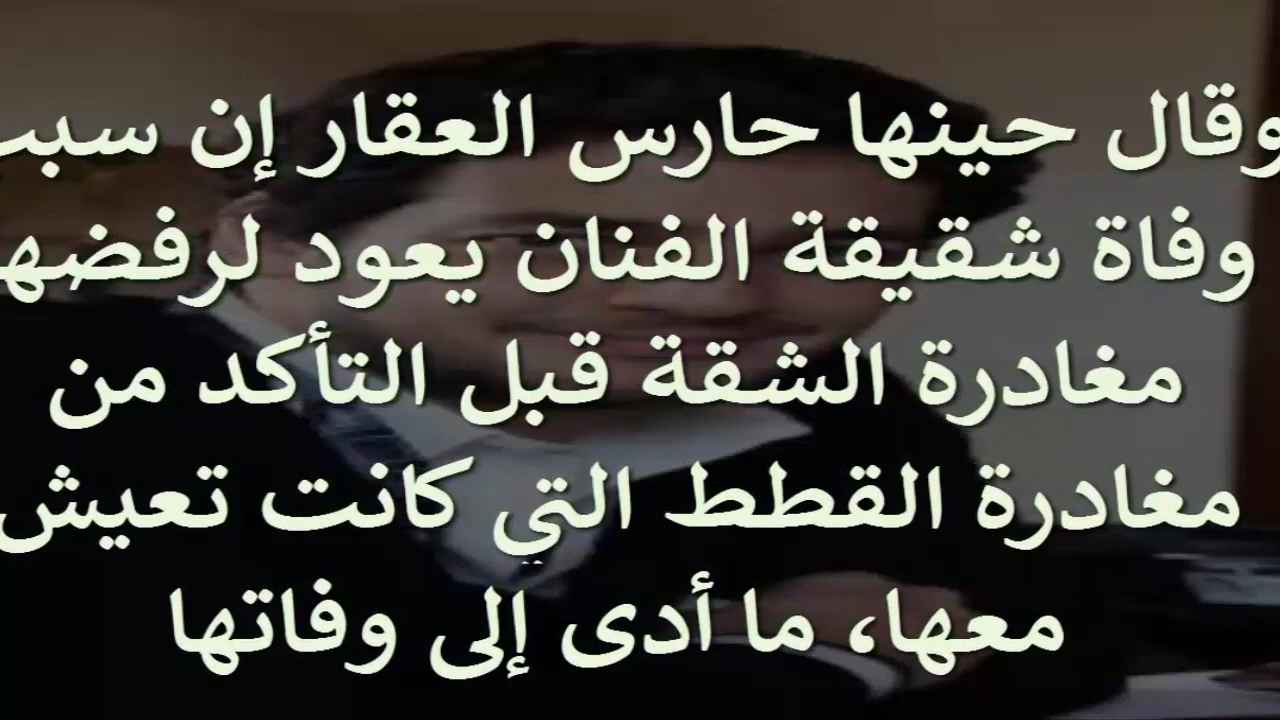 وقال حينها حارس العقار إن سبب
وفاة شقيقة الفنان يعود لرفضها
مغادرة الشقة قبل التأكد من
مغادرة القطط التي كانت تعيش
معها، ما أدى إلى وفاتها